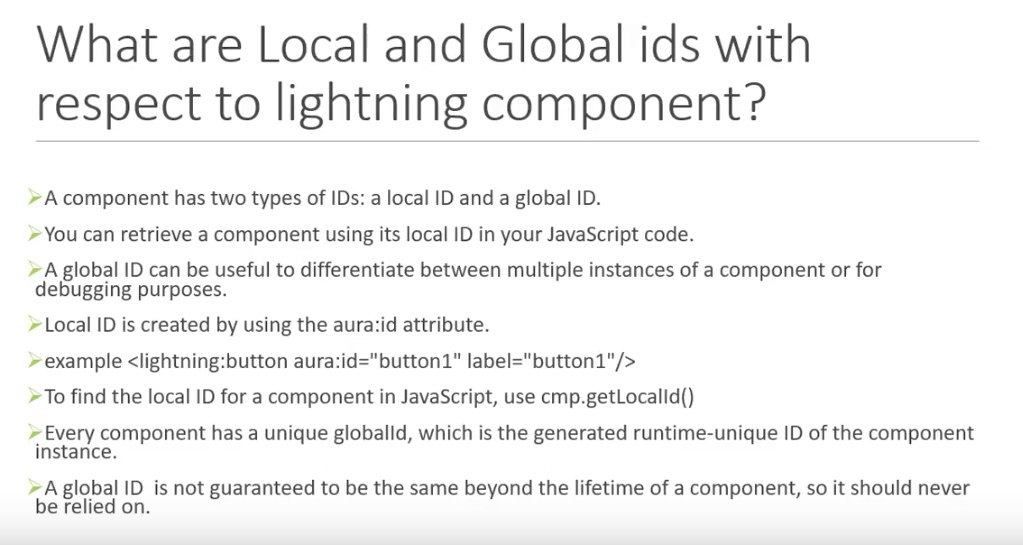 What are Local and Global ids with
respect to lightning component?
A component has two types of IDs: a local ID and a global ID.
You can retrieve a component using its local ID in your JavaScript code.
A global ID can be useful to differentiate between multiple instances of a component or for
debugging purposes.
Local ID is created by using the aura:id attribute.
example <lightning:button aura:id="button1" label="button1"/>
To find the local ID for a component in JavaScript, use cmp.getLocalId()
Every component has a unique globalId, which is the generated runtime-unique ID of the component
instance.
A global ID  is not guaranteed to be the same beyond the lifetime of a component, so it should never
be relied on.